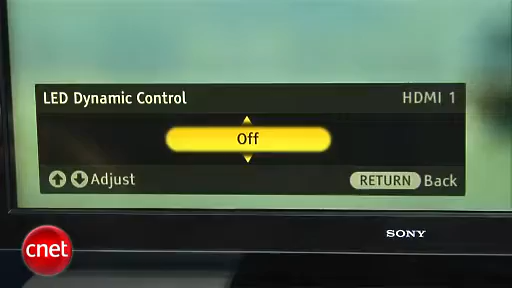 LED Dynamic Control HDMI 1
Off
Adjust RETURN Back
SONY
cnet